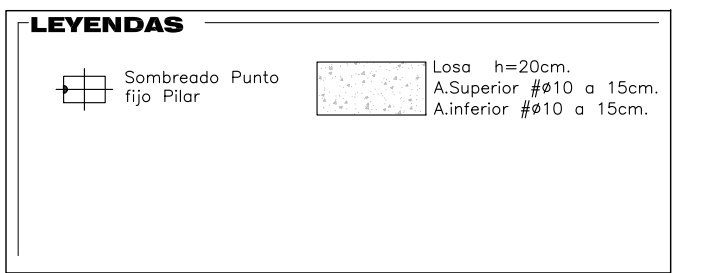 LEYENDAS
Sombreado Punto
fijo Pilar
Losa h=20cm.
A.Superior #ø10 a 15cm.
A.inferior #ø10 a 15cm.